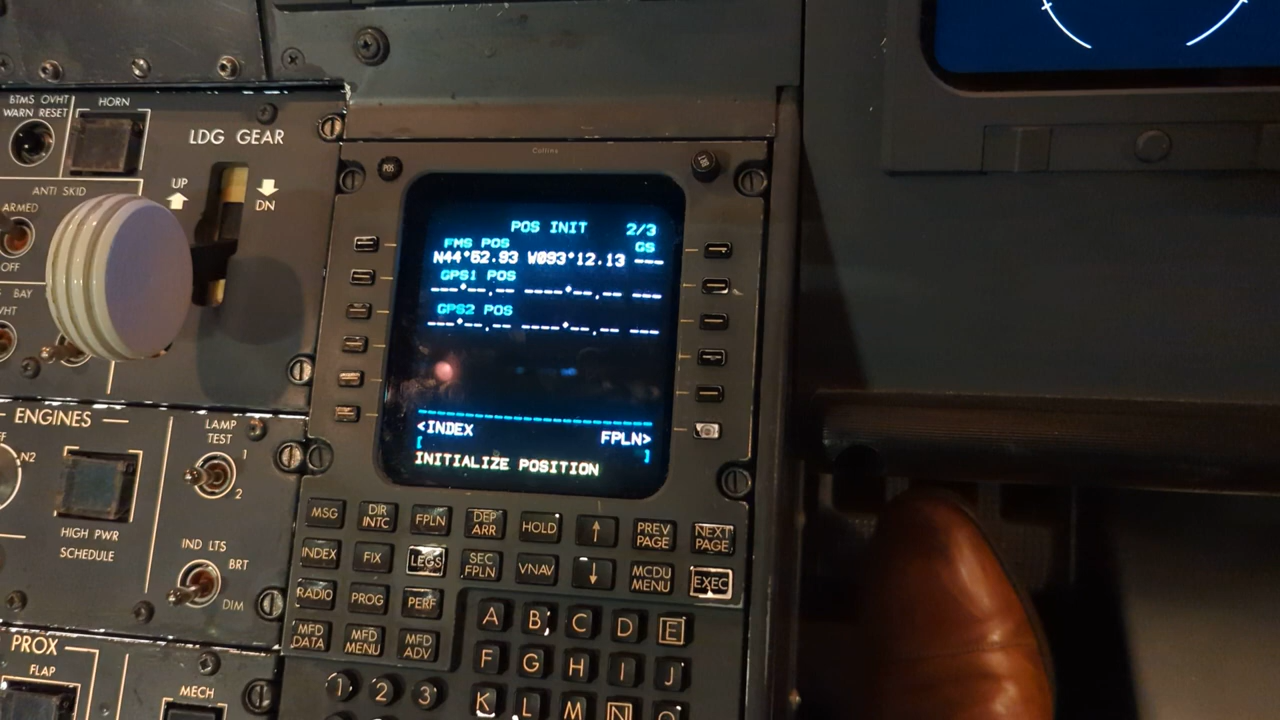 BTMS OVHT
WARN RESET
HORN
LDG GEAR
UP
DN
ANTI SKID
ARMED
OFF
BAY
ENGINES
N2
HIGH PWR
SCHEDULE
LAMP
TEST
1
2
IND LTS
BRT
DIM
PROX
FLAP
MECH
Collins
POS
POS INIT 2/3
FMS POS GS
N44°52.93 W093°12.13 ---
GPS1 POS
---°--.-- ----°--.-- ---
GPS2 POS
---°--.-- ----°--.-- ---
<INDEX FPLN>
[ ]
INITIALIZE POSITION
MSG DIR INTC FPLN DEP ARR HOLD ↑ PREV PAGE NEXT PAGE
INDEX FIX LEGS SEC FPLN VNAV ↓ MCDU MENU EXEC
RADIO PROG PERF
MFD DATA MFD MENU MFD ADV
A B C D E
F G H I J
1 2 3
K L M N